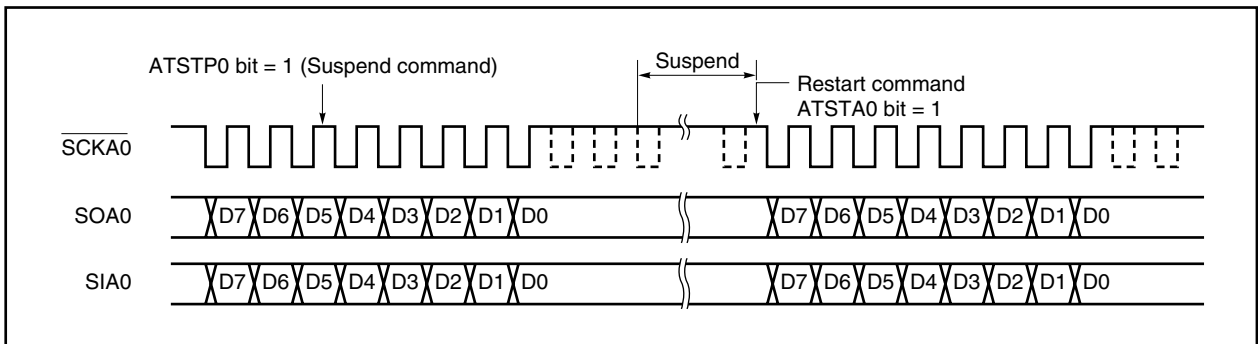 ATSTP0 bit = 1 (Suspend command)
Suspend
Restart command
ATSTA0 bit = 1
SCKA0
SOA0 D7 D6 D5 D4 D3 D2 D1 D0 D7 D6 D5 D4 D3 D2 D1 D0
SIA0 D7 D6 D5 D4 D3 D2 D1 D0 D7 D6 D5 D4 D3 D2 D1 D0